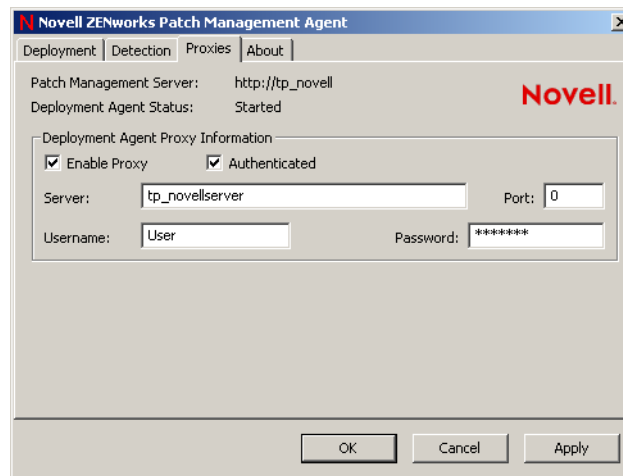 N Novell ZENworks Patch Management Agent
Deployment Detection Proxies About
Patch Management Server: http://tp_novell
Deployment Agent Status: Started
Novell.
Deployment Agent Proxy Information
Enable Proxy Authenticated
Server: tp_novellserver Port: 0
Username: User Password: *******
OK Cancel Apply